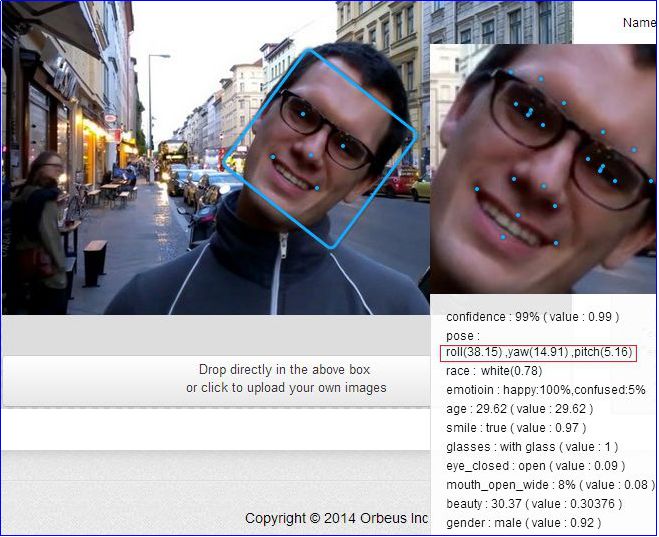 Name
confidence : 99% ( value : 0.99 )
pose :
roll(38.15) ,yaw(14.91) ,pitch(5.16)
race : white(0.78)
emotioin : happy:100%,confused:5%
age : 29.62 ( value : 29.62 )
smile : true ( value : 0.97 )
glasses : with glass ( value : 1 )
eye_closed : open ( value : 0.09 )
mouth_open_wide : 8% ( value : 0.08 )
beauty : 30.37 ( value : 0.30376 )
gender : male ( value : 0.92 )
Drop directly in the above box
or click to upload your own images
Copyright © 2014 Orbeus Inc